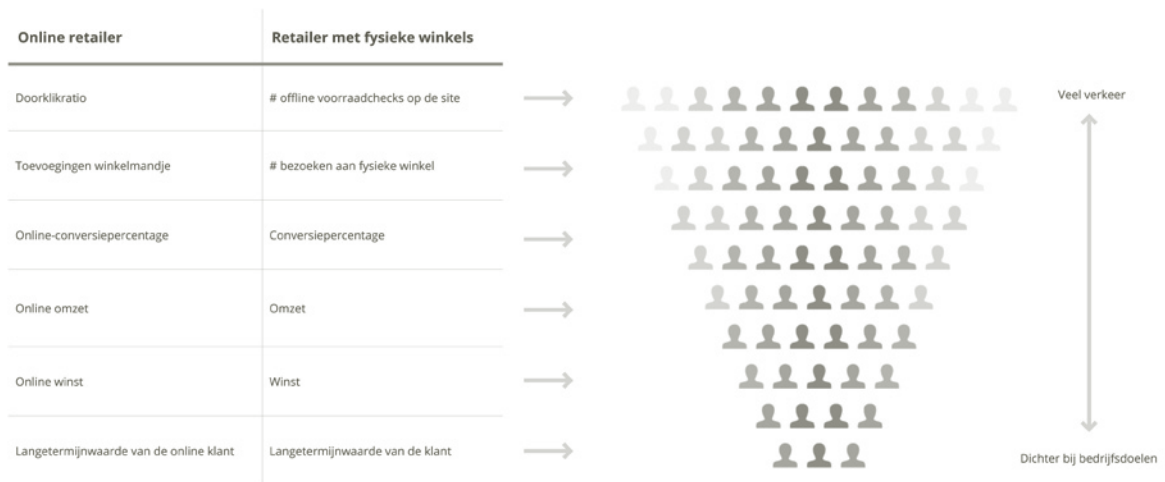 Online retailer
Retailer met fysieke winkels
Doorklikratio
# offline voorraadchecks op de site
Veel verkeer
Toevoegingen winkelmandje
# bezoeken aan fysieke winkel
Online-conversiepercentage
Conversiepercentage
Online omzet
Omzet
Online winst
Winst
Langetermijnwaarde van de online klant
Langetermijnwaarde van de klant
Dichter bij bedrijfsdoelen